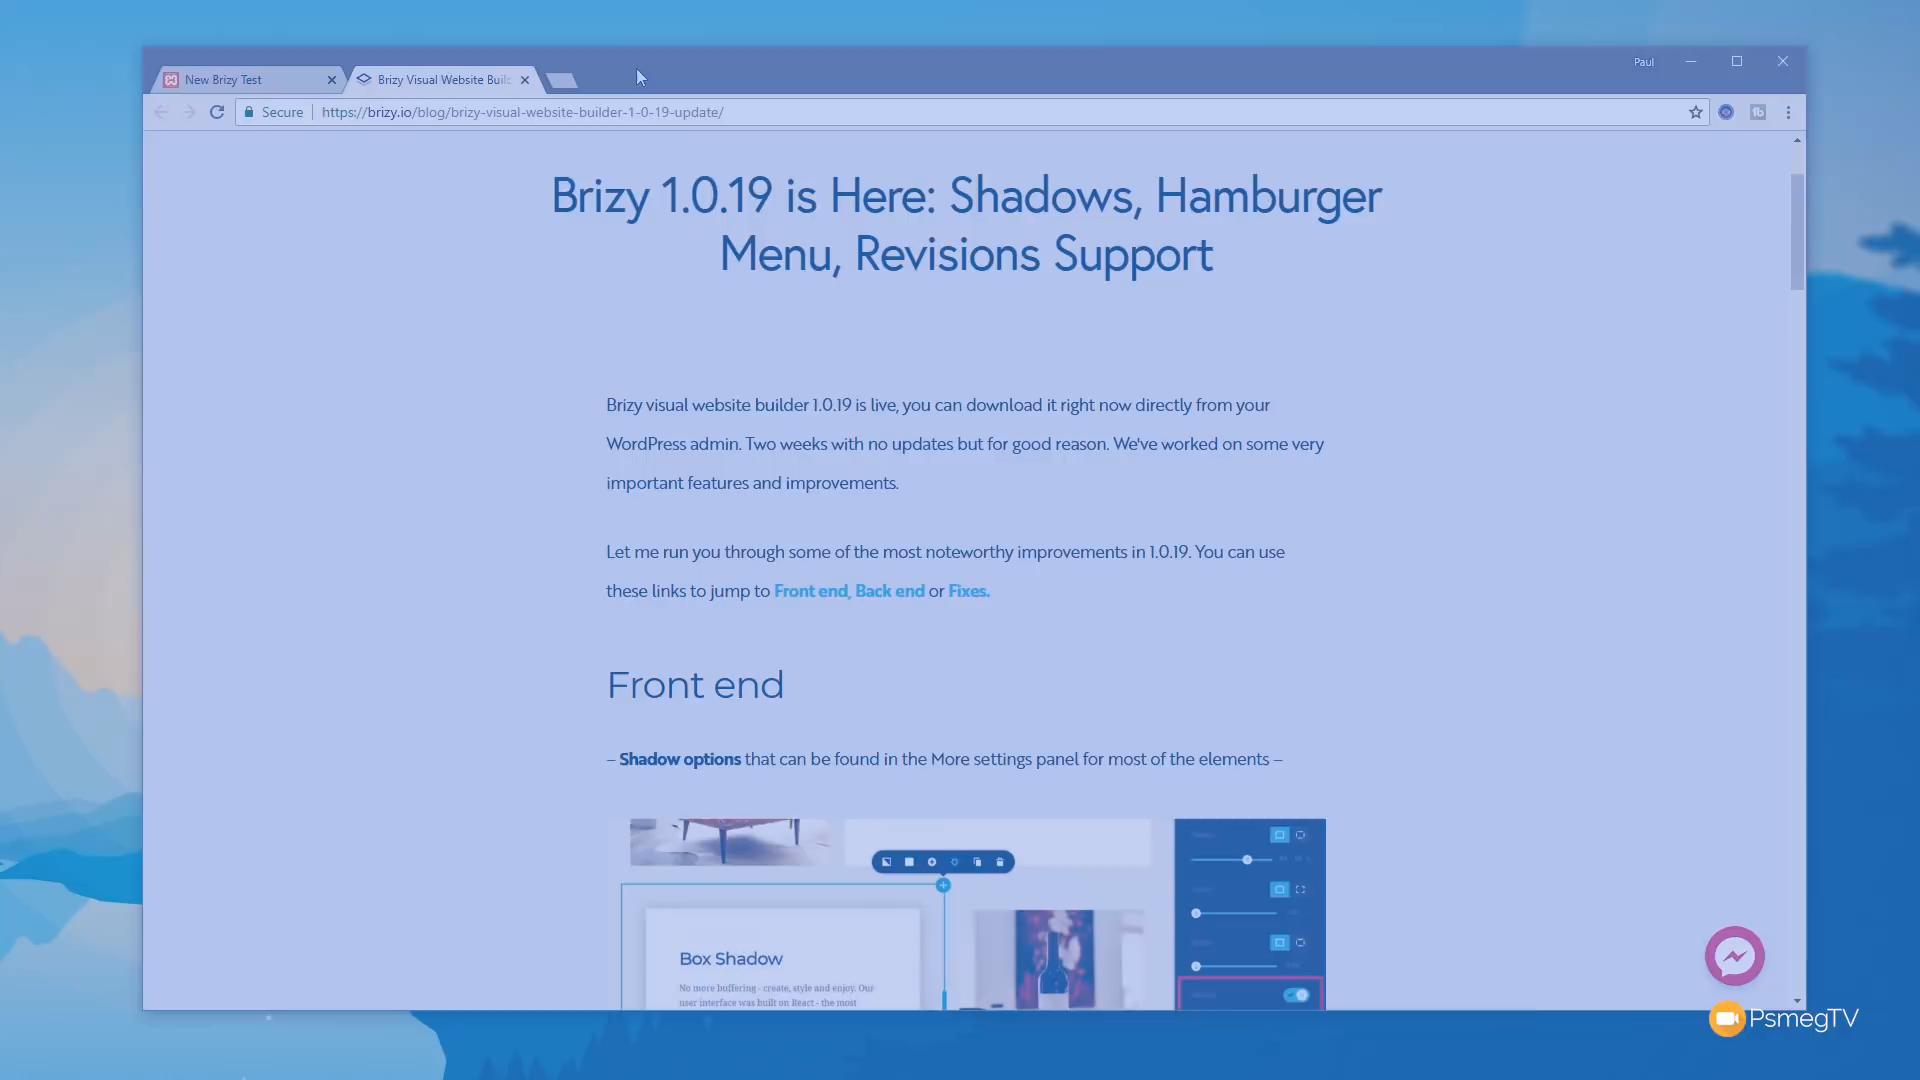 Paul
New Brizy Test
Brizy Visual Website Buil
Secure
https://brizy.io/blog/brizy-visual-website-builder-1-0-19-update/
Brizy 1.0.19 is Here: Shadows, Hamburger
Menu, Revisions Support
Brizy visual website builder 1.0.19 is live, you can download it right now directly from your
WordPress admin. Two weeks with no updates but for good reason. We've worked on some very
important features and improvements.
Let me run you through some of the most noteworthy improvements in 1.0.19. You can use
these links to jump to Front end, Back end or Fixes.
Front end
– Shadow options that can be found in the More settings panel for most of the elements –
Box Shadow
No more buffering - create, style and enjoy. Our
user interface was built on React - the most
PsmegTV